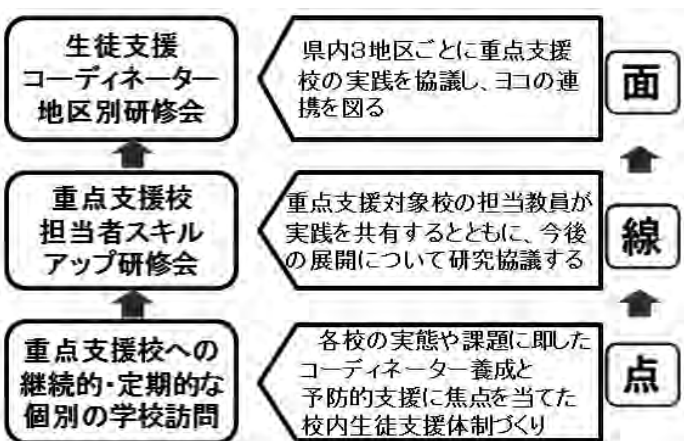 生徒支援
コーディネーター
地区別研修会
県内3地区ごとに重点支援
校の実践を協議し、ヨコの連
携を図る
面
重点支援校
担当者スキル
アップ研修会
重点支援対象校の担当教員が
実践を共有するとともに、今後
の展開について研究協議する
線
重点支援校への
継続的・定期的な
個別の学校訪問
各校の実態や課題に即した
コーディネーター養成と
予防的支援に焦点を当てた
校内生徒支援体制づくり
点